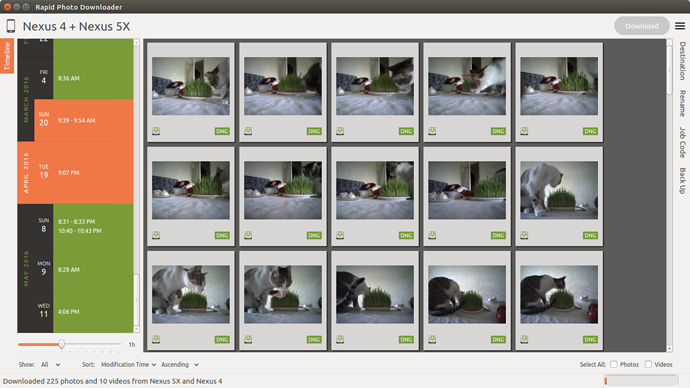 Rapid Photo Downloader
Nexus 4 + Nexus 5X
Download
Timeline
22
FRI
4
8:36 AM
MARCH 2016
SUN
20
9:39 - 9:54 AM
APRIL 2016
TUE
19
9:07 PM
SUN
8
8:31 - 8:33 PM
10:40 - 10:43 PM
MAY 2016
MON
9
8:28 AM
WED
11
4:06 PM
1h
DNG DNG DNG DNG DNG
DNG DNG DNG DNG DNG
DNG DNG DNG DNG DNG
Destination
Rename
Job Code
Back Up
Show: All Sort: Modification Time Ascending Select All: Photos Videos
Downloaded 225 photos and 10 videos from Nexus 5X and Nexus 4